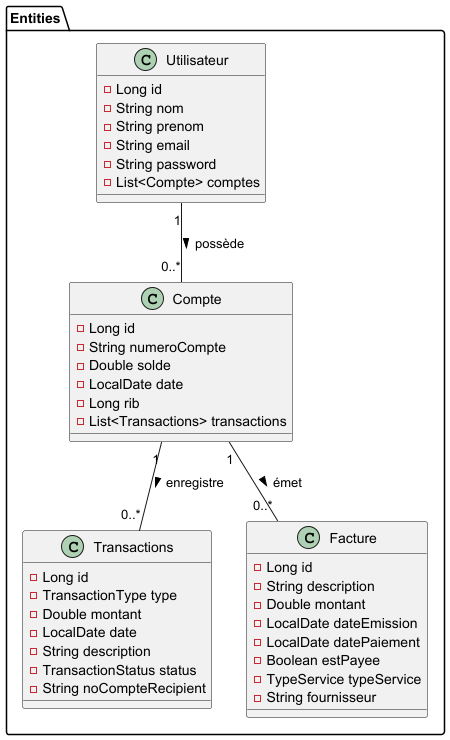 Entities
C Utilisateur
Long id
String nom
String prenom
String email
String password
List<Compte> comptes
1
possède
0..*
C Compte
Long id
String numeroCompte
Double solde
LocalDate date
Long rib
List<Transactions> transactions
1 1
enregistre émet
0..* 0..*
C Transactions
Long id
TransactionType type
Double montant
LocalDate date
String description
TransactionStatus status
String noCompteRecipient
C Facture
Long id
String description
Double montant
LocalDate dateEmission
LocalDate datePaiement
Boolean estPayee
TypeService typeService
String fournisseur